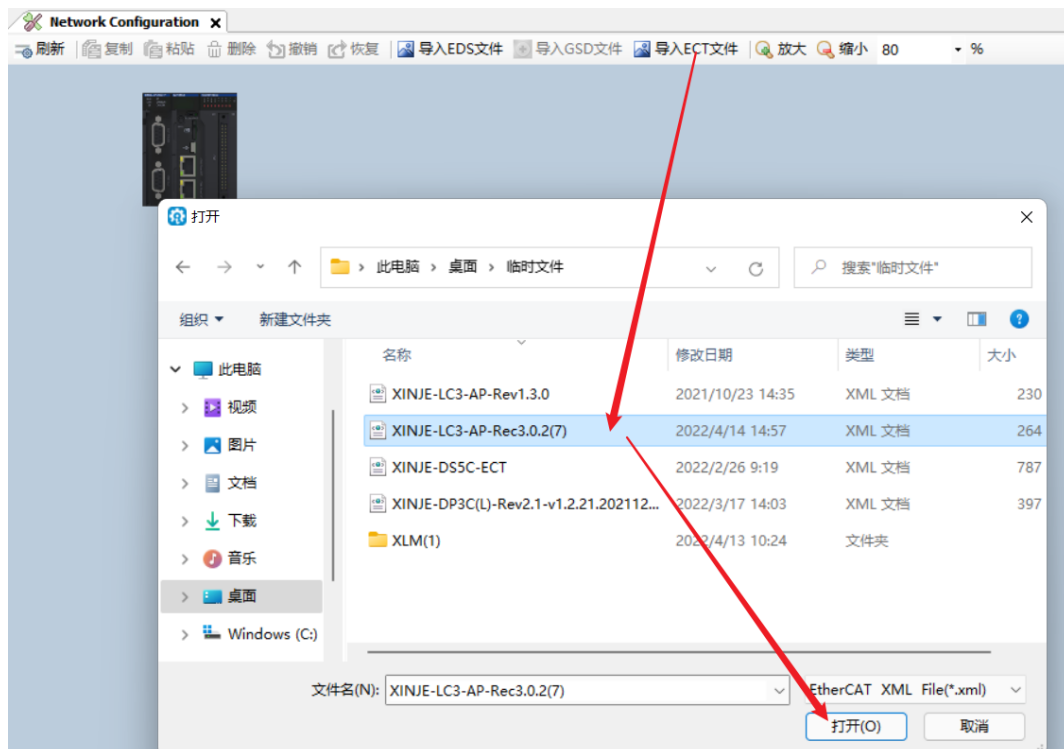 Network Configuration x
刷新 复制 粘贴 删除 撤销 恢复 导入EDS文件 导入GSD文件 导入ECT文件 放大 缩小 80 %
打开
此电脑 › 桌面 › 临时文件
搜索"临时文件"
组织 新建文件夹
名称 修改日期 类型 大小
此电脑
视频
图片
文档
下载
音乐
桌面
Windows (C:)
XINJE-LC3-AP-Rev1.3.0 2021/10/23 14:35 XML 文档 230
XINJE-LC3-AP-Rec3.0.2(7) 2022/4/14 14:57 XML 文档 264
XINJE-DS5C-ECT 2022/2/26 9:19 XML 文档 787
XINJE-DP3C(L)-Rev2.1-v1.2.21.202112... 2022/3/17 14:03 XML 文档 397
XLM(1) 2022/4/13 10:24 文件夹
文件名(N): XINJE-LC3-AP-Rec3.0.2(7) EtherCAT XML File(*.xml)
打开(O) 取消